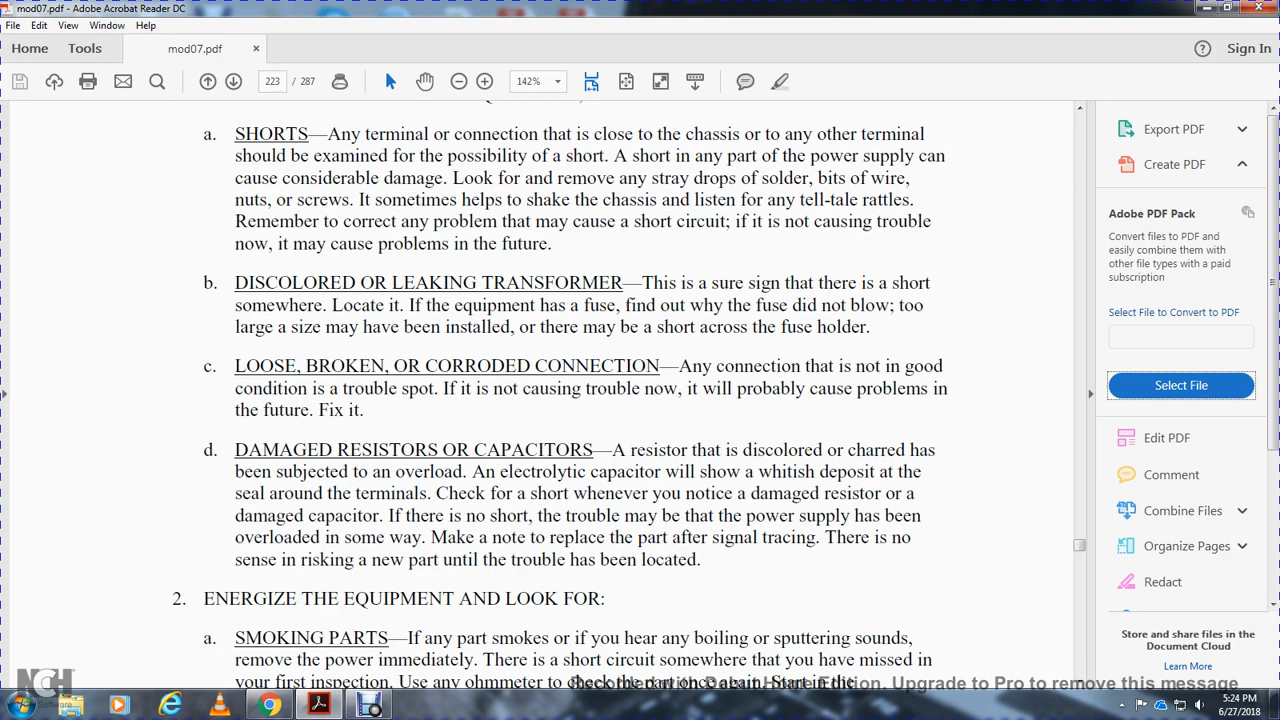 mod07.pdf - Adobe Acrobat Reader DC
File Edit View Window Help
Home Tools mod07.pdf × Sign In
223 / 287 142%
a. SHORTS—Any terminal or connection that is close to the chassis or to any other terminal
should be examined for the possibility of a short. A short in any part of the power supply can
cause considerable damage. Look for and remove any stray drops of solder, bits of wire,
nuts, or screws. It sometimes helps to shake the chassis and listen for any tell-tale rattles.
Remember to correct any problem that may cause a short circuit; if it is not causing trouble
now, it may cause problems in the future.
b. DISCOLORED OR LEAKING TRANSFORMER—This is a sure sign that there is a short
somewhere. Locate it. If the equipment has a fuse, find out why the fuse did not blow; too
large a size may have been installed, or there may be a short across the fuse holder.
c. LOOSE, BROKEN, OR CORRODED CONNECTION—Any connection that is not in good
condition is a trouble spot. If it is not causing trouble now, it will probably cause problems in
the future. Fix it.
d. DAMAGED RESISTOSS OR CAPACITORS—A resistor that is discolored or charred has
been subjected to an overload. An electrolytic capacitor will show a whitish deposit at the
seal around the terminals. Check for a short whenever you notice a damaged resistor or a
damaged capacitor. If there is no short, the trouble may be that the power supply has been
overloaded in some way. Make a note to replace the part after signal tracing. There is no
sense in risking a new part until the trouble has been located.
2. ENERGIZE THE EQUIPMENT AND LOOK FOR:
a. SMOKING PARTS—If any part smokes or if you hear any boiling or sputtering sounds,
remove the power immediately. There is a short circuit somewhere that you have missed in
your first inspection. Use any ohmmeter to check the part once again. Start in the
Export PDF
Create PDF
Adobe PDF Pack
Convert files to PDF and
easily combine them with
other file types with a paid
subscription
Select File to Convert to PDF
Select File
Edit PDF
Comment
Combine Files
Organize Pages
Redact
Store and share files in the
Document Cloud
Learn More
NCH
Software
Home Edition. Upgrade to Pro to remove this message
5:24 PM
6/27/2018